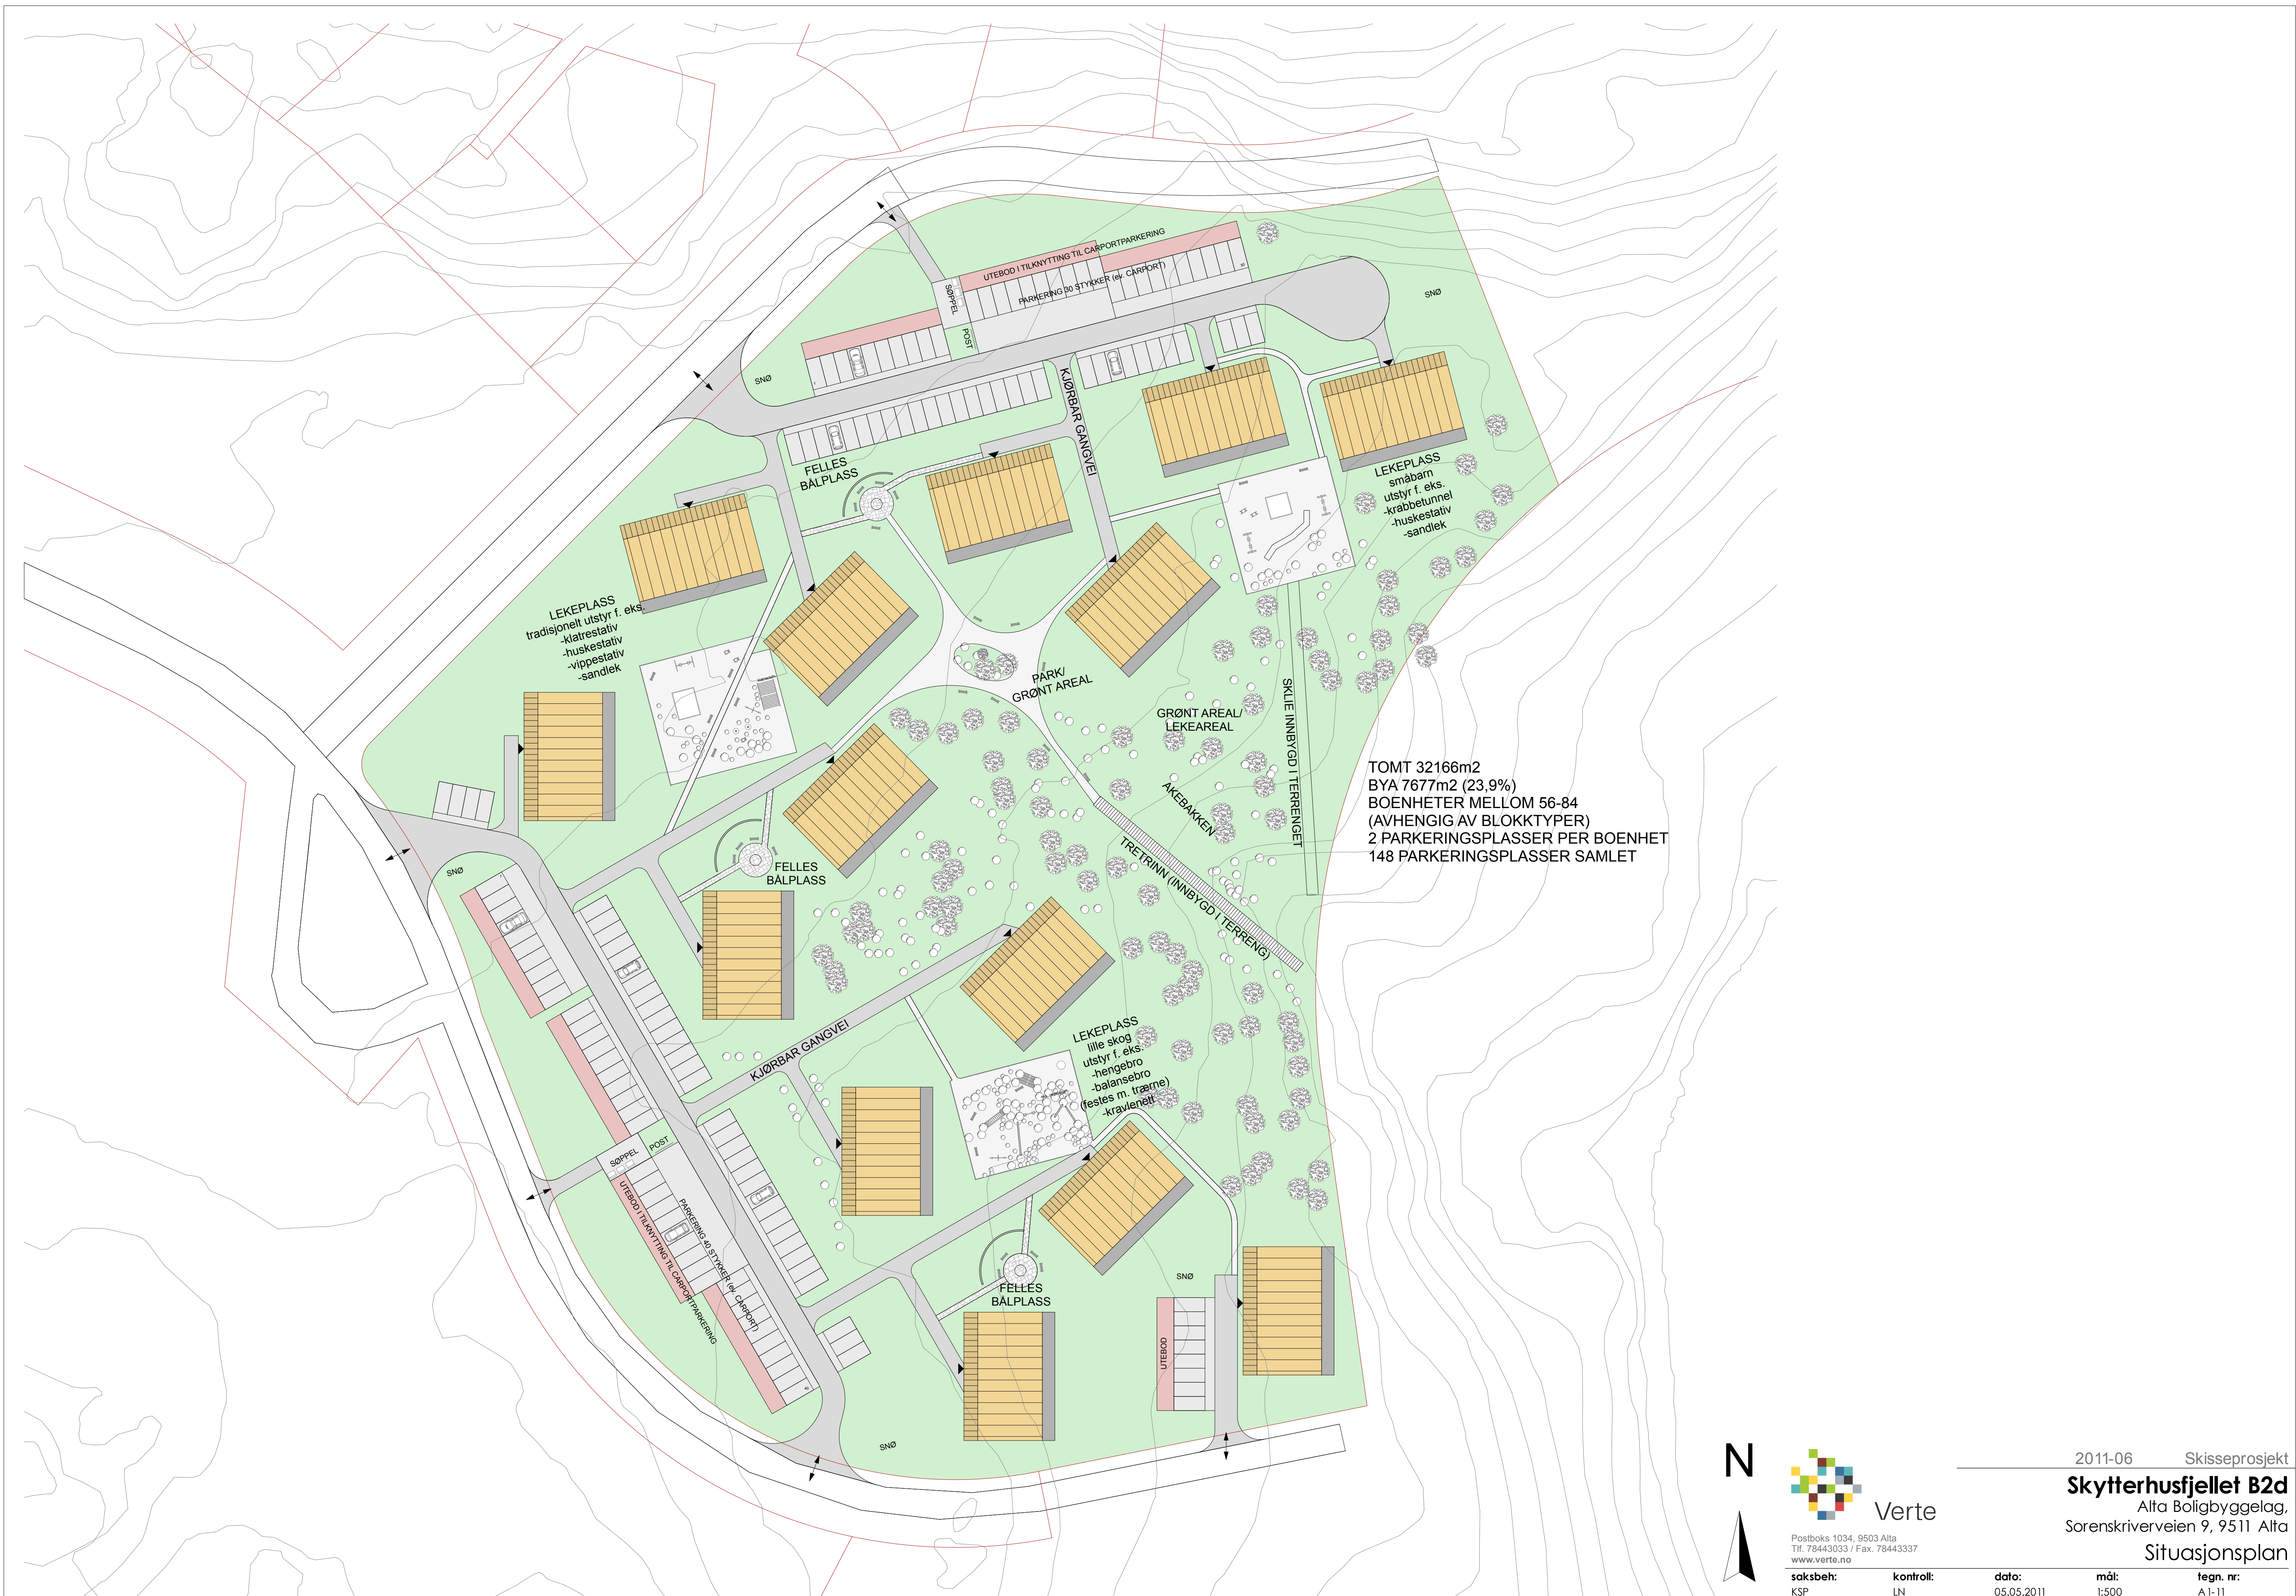 UTEBOD I TILKNYTTING TIL CARPORTPARKERING
PARKERING 30 STYKKER (ev. CARPORT)
30
1
SØPPEL
POST
SNØ
SNØ
KJØRBAR GANGVEI
FELLES
BÅLPLASS
LEKEPLASS
småbarn
utstyr f. eks.
-krabbetunnel
-huskestativ
-sandlek
LEKEPLASS
tradisjonelt utstyr f. eks.
-klatrestativ
-huskestativ
-vippestativ
-sandlek
PARK/
GRØNT AREAL
GRØNT AREAL/
LEKEAREAL
SKLIE INNBYGD I TERRENGET
AKEBAKKEN
TRETRINN (INNBYGD I TERRENG)
TOMT 32166m2
BYA 7677m2 (23,9%)
BOENHETER MELLOM 56-84
(AVHENGIG AV BLOKKTYPER)
2 PARKERINGSPLASSER PER BOENHET
148 PARKERINGSPLASSER SAMLET
SNØ
FELLES
BÅLPLASS
KJØRBAR GANGVEI
LEKEPLASS
lille skog
utstyr f. eks.
-hengebro
-balansebro
(festes m. trærne)
-kravlenett
SØPPEL
POST
UTEBOD I TILKNYTTING TIL CARPORTPARKERING
PARKERING 40 STYKKER (ev. CARPORT)
40
FELLES
BÅLPLASS
SNØ
UTEBOD
SNØ
N
Verte
Postboks 1034, 9503 Alta
Tlf. 78443033 / Fax. 78443337
www.verte.no
2011-06 Skisseprosjekt
Skytterhusfjellet B2d
Alta Boligbyggelag,
Sorenskriverveien 9, 9511 Alta
Situasjonsplan
saksbeh: kontroll: dato: mål: tegn. nr:
KSP LN 05.05.2011 1:500 A1-11